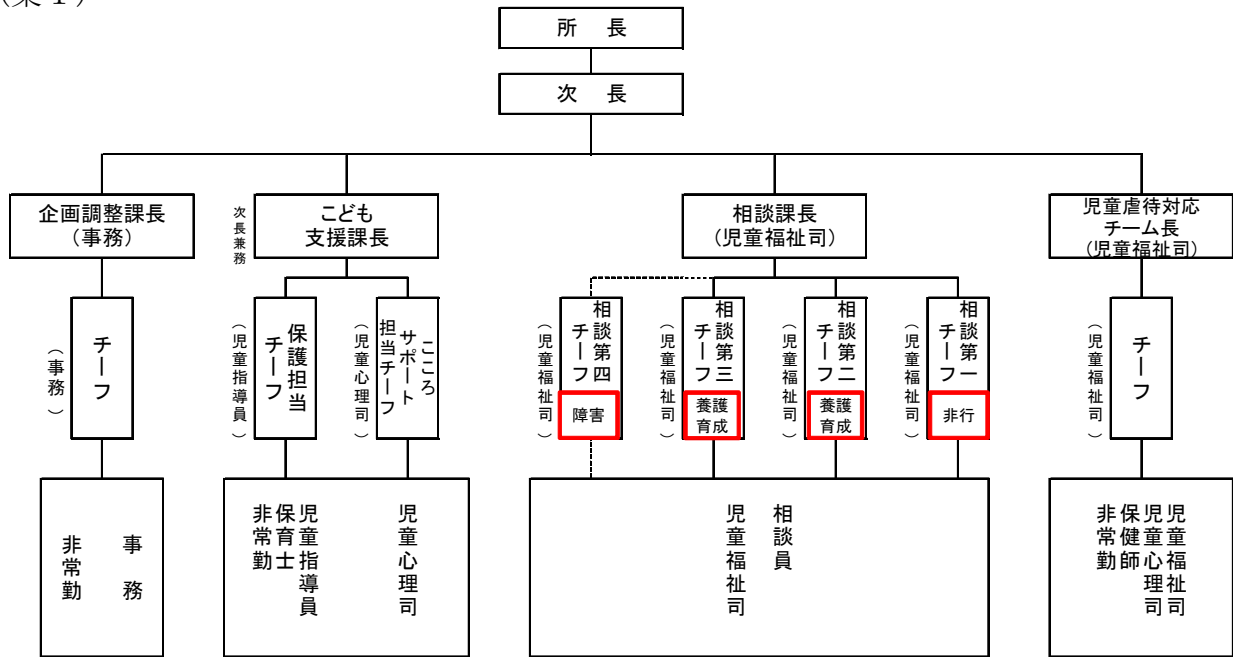 （案１）
所　長
次　長
企画調整課長
（事務）
次長兼務
こども
支援課長
相談課長
（児童福祉司）
児童虐待対応
チーム長
（児童福祉司）
チーフ
（事務）
保護担当
チーフ
（児童指導員）
こころ
サポート
担当チーフ
（児童心理司）
相談第四
チーフ
障害
（児童福祉司）
相談第三
チーフ
養護
育成
（児童福祉司）
相談第二
チーフ
養護
育成
（児童福祉司）
相談第一
チーフ
非行
（児童福祉司）
チーフ
事　務
非常勤
児童心理司
児童指導員
保育士
非常勤
相談員
児童福祉司
児童福祉司
児童心理司
保健師
非常勤